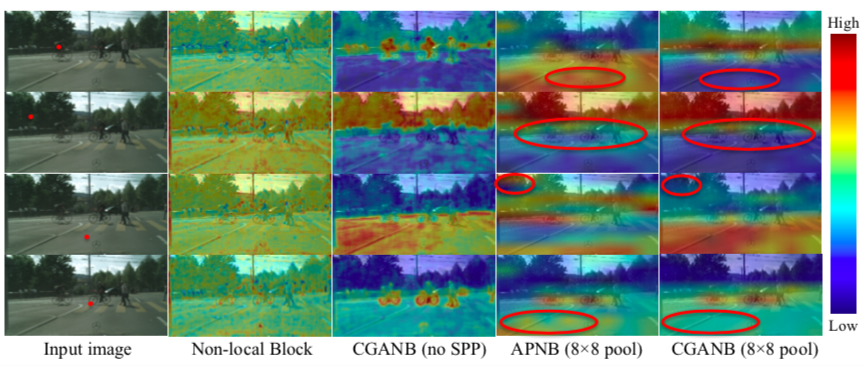 High
Low
Input image
Non-local Block
CGANB (no SPP)
APNB (8×8 pool)
CGANB (8×8 pool)